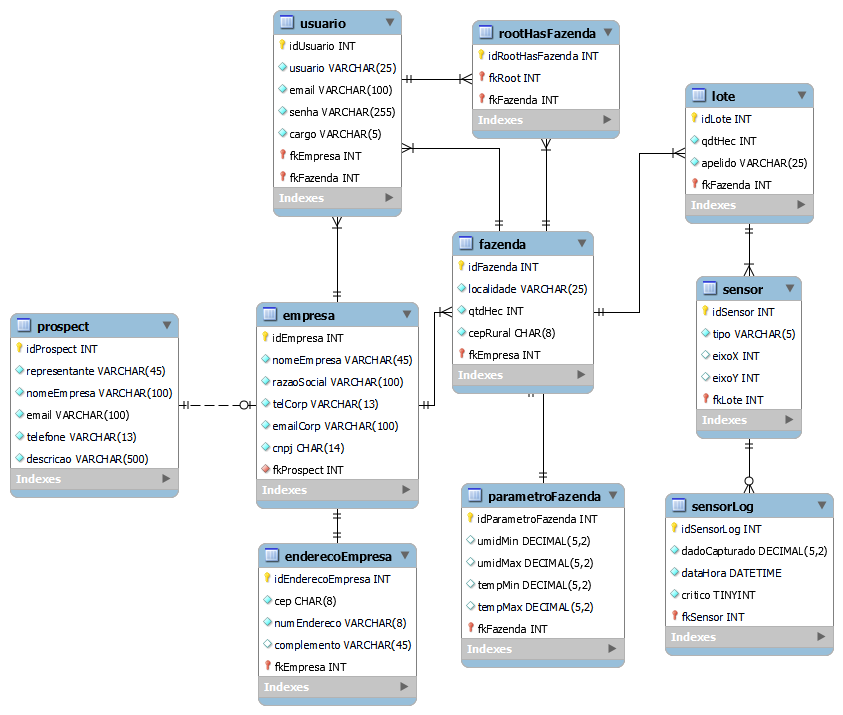 usuario
idUsuario INT
usuario VARCHAR(25)
email VARCHAR(100)
senha VARCHAR(255)
cargo VARCHAR(5)
fkEmpresa INT
fkFazenda INT
Indexes
rootHasFazenda
idRootHasFazenda INT
fkRoot INT
fkFazenda INT
Indexes
lote
idLote INT
qdtHec INT
apelido VARCHAR(25)
fkFazenda INT
Indexes
fazenda
idFazenda INT
localidade VARCHAR(25)
qtdHec INT
cepRural CHAR(8)
fkEmpresa INT
Indexes
sensor
idSensor INT
tipo VARCHAR(5)
eixoX INT
eixoY INT
fkLote INT
Indexes
prospect
idProspect INT
representante VARCHAR(45)
nomeEmpresa VARCHAR(100)
email VARCHAR(100)
telefone VARCHAR(13)
descricao VARCHAR(500)
Indexes
empresa
idEmpresa INT
nomeEmpresa VARCHAR(45)
razaoSocial VARCHAR(100)
telCorp VARCHAR(13)
emailCorp VARCHAR(100)
cnpj CHAR(14)
fkProspect INT
Indexes
parametroFazenda
idParametroFazenda INT
umidMin DECIMAL(5,2)
umidMax DECIMAL(5,2)
tempMin DECIMAL(5,2)
tempMax DECIMAL(5,2)
fkFazenda INT
Indexes
sensorLog
idSensorLog INT
dadoCapturado DECIMAL(5,2)
dataHora DATETIME
critico TINYINT
fkSensor INT
Indexes
enderecoEmpresa
idEnderecoEmpresa INT
cep CHAR(8)
numEndereco VARCHAR(8)
complemento VARCHAR(45)
fkEmpresa INT
Indexes